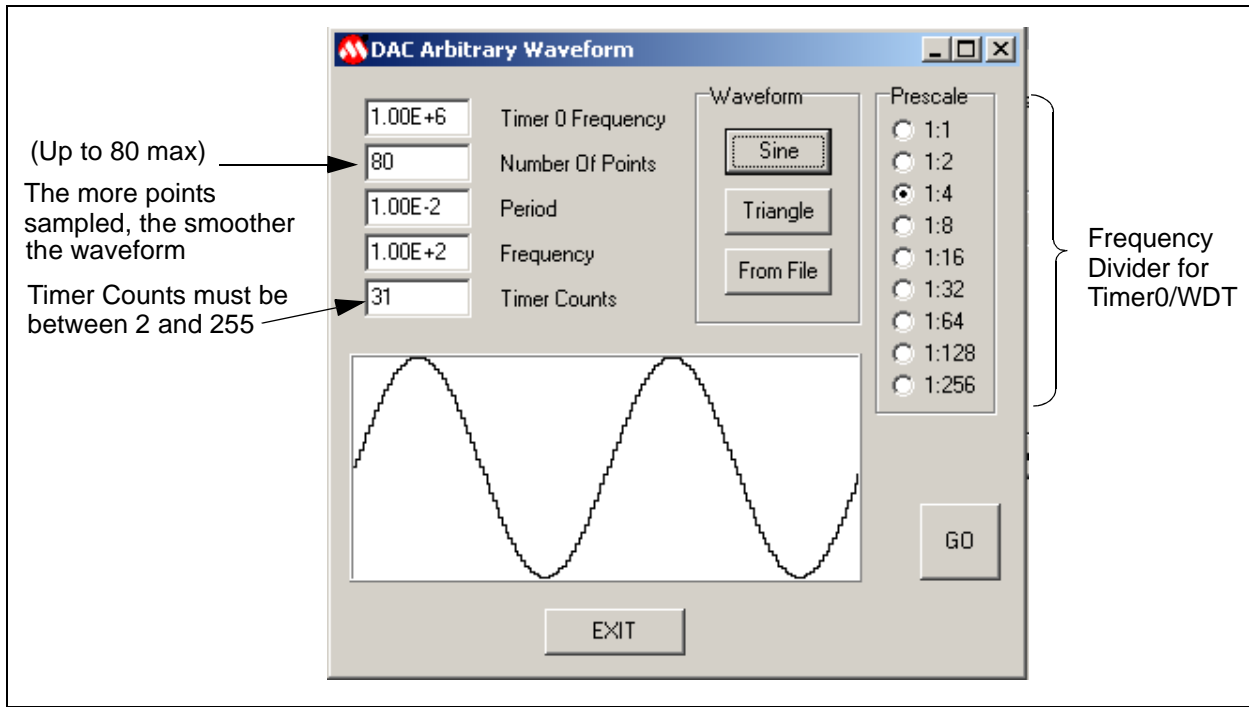 DAC Arbitrary Waveform
(Up to 80 max)
The more points
sampled, the smoother
the waveform
Timer Counts must be
between 2 and 255
1.00E+6 Timer 0 Frequency
80 Number Of Points
1.00E-2 Period
1.00E+2 Frequency
31 Timer Counts
Waveform
Sine
Triangle
From File
Prescale
1:1
1:2
1:4
1:8
1:16
1:32
1:64
1:128
1:256
Frequency
Divider for
Timer0/WDT
GO
EXIT